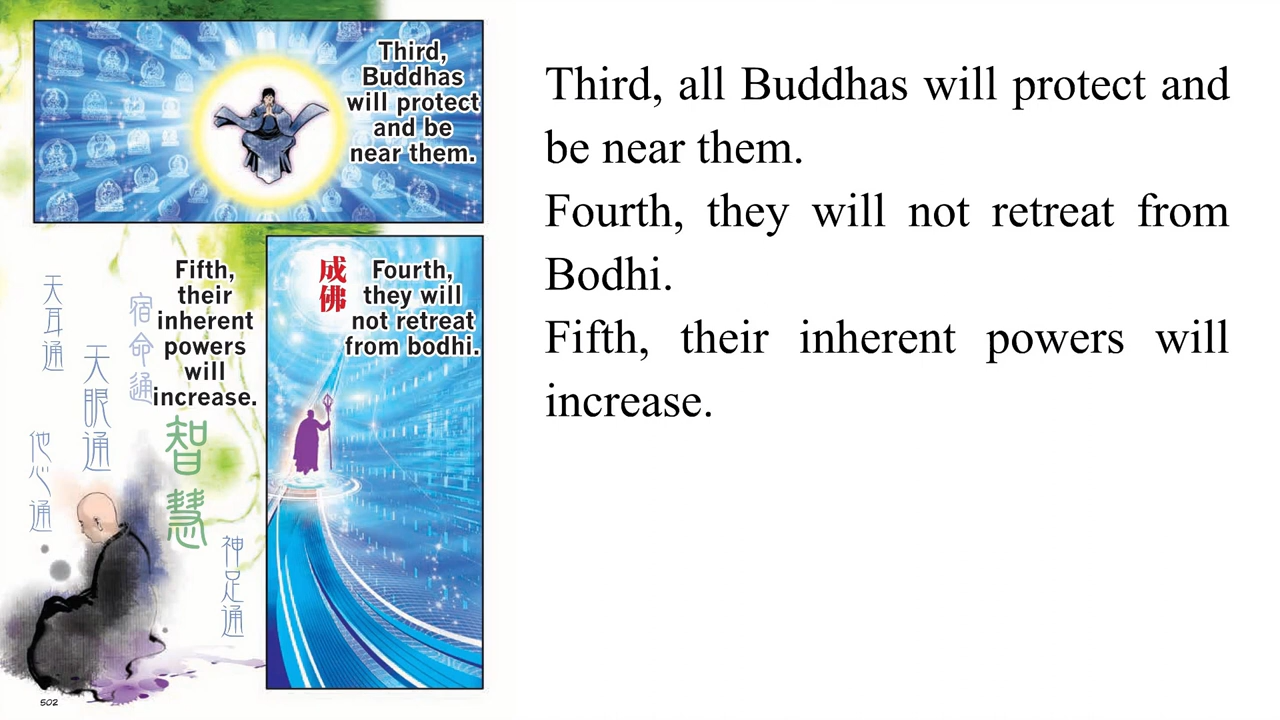 Third,
Buddhas
will protect
and be
near them.
成佛
Fourth,
they will
not retreat
from bodhi.
Fifth,
their
inherent
powers
will
increase.
天耳通
宿命通
天眼通
他心通
智慧
神足通
502
Third, all Buddhas will protect and
be near them.
Fourth, they will not retreat from
Bodhi.
Fifth, their inherent powers will
increase.